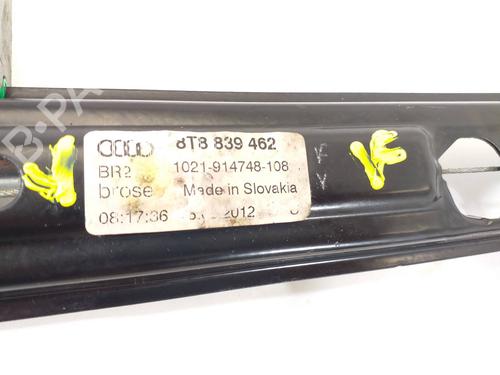 8T8 839 462
BR2 1021-914748-108
brose Made in Slovakia
08:17:36 2012
B-PA